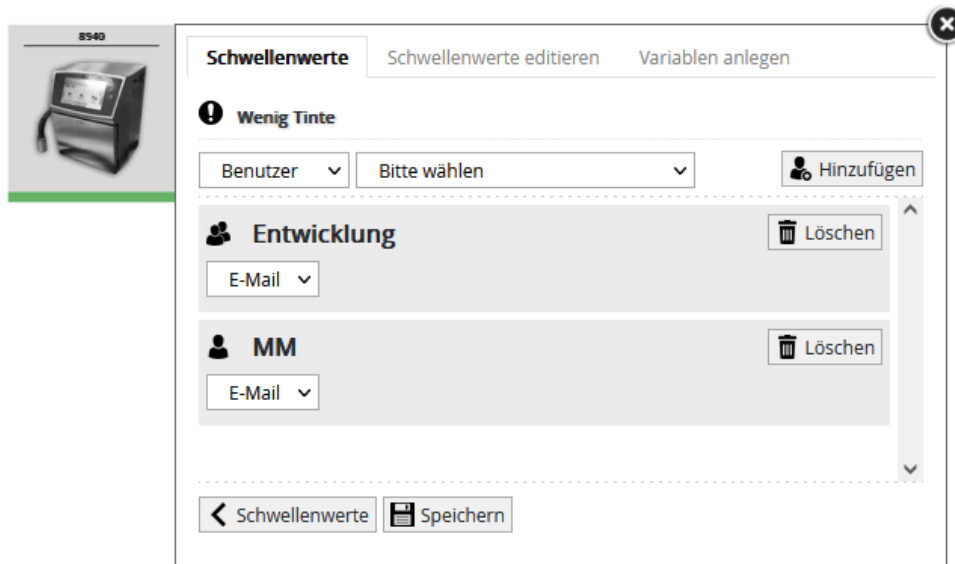 8940
Schwellenwerte Schwellenwerte editieren Variablen anlegen
Wenig Tinte
Benutzer Bitte wählen Hinzufügen
Entwicklung Löschen
E-Mail
MM Löschen
E-Mail
Schwellenwerte Speichern